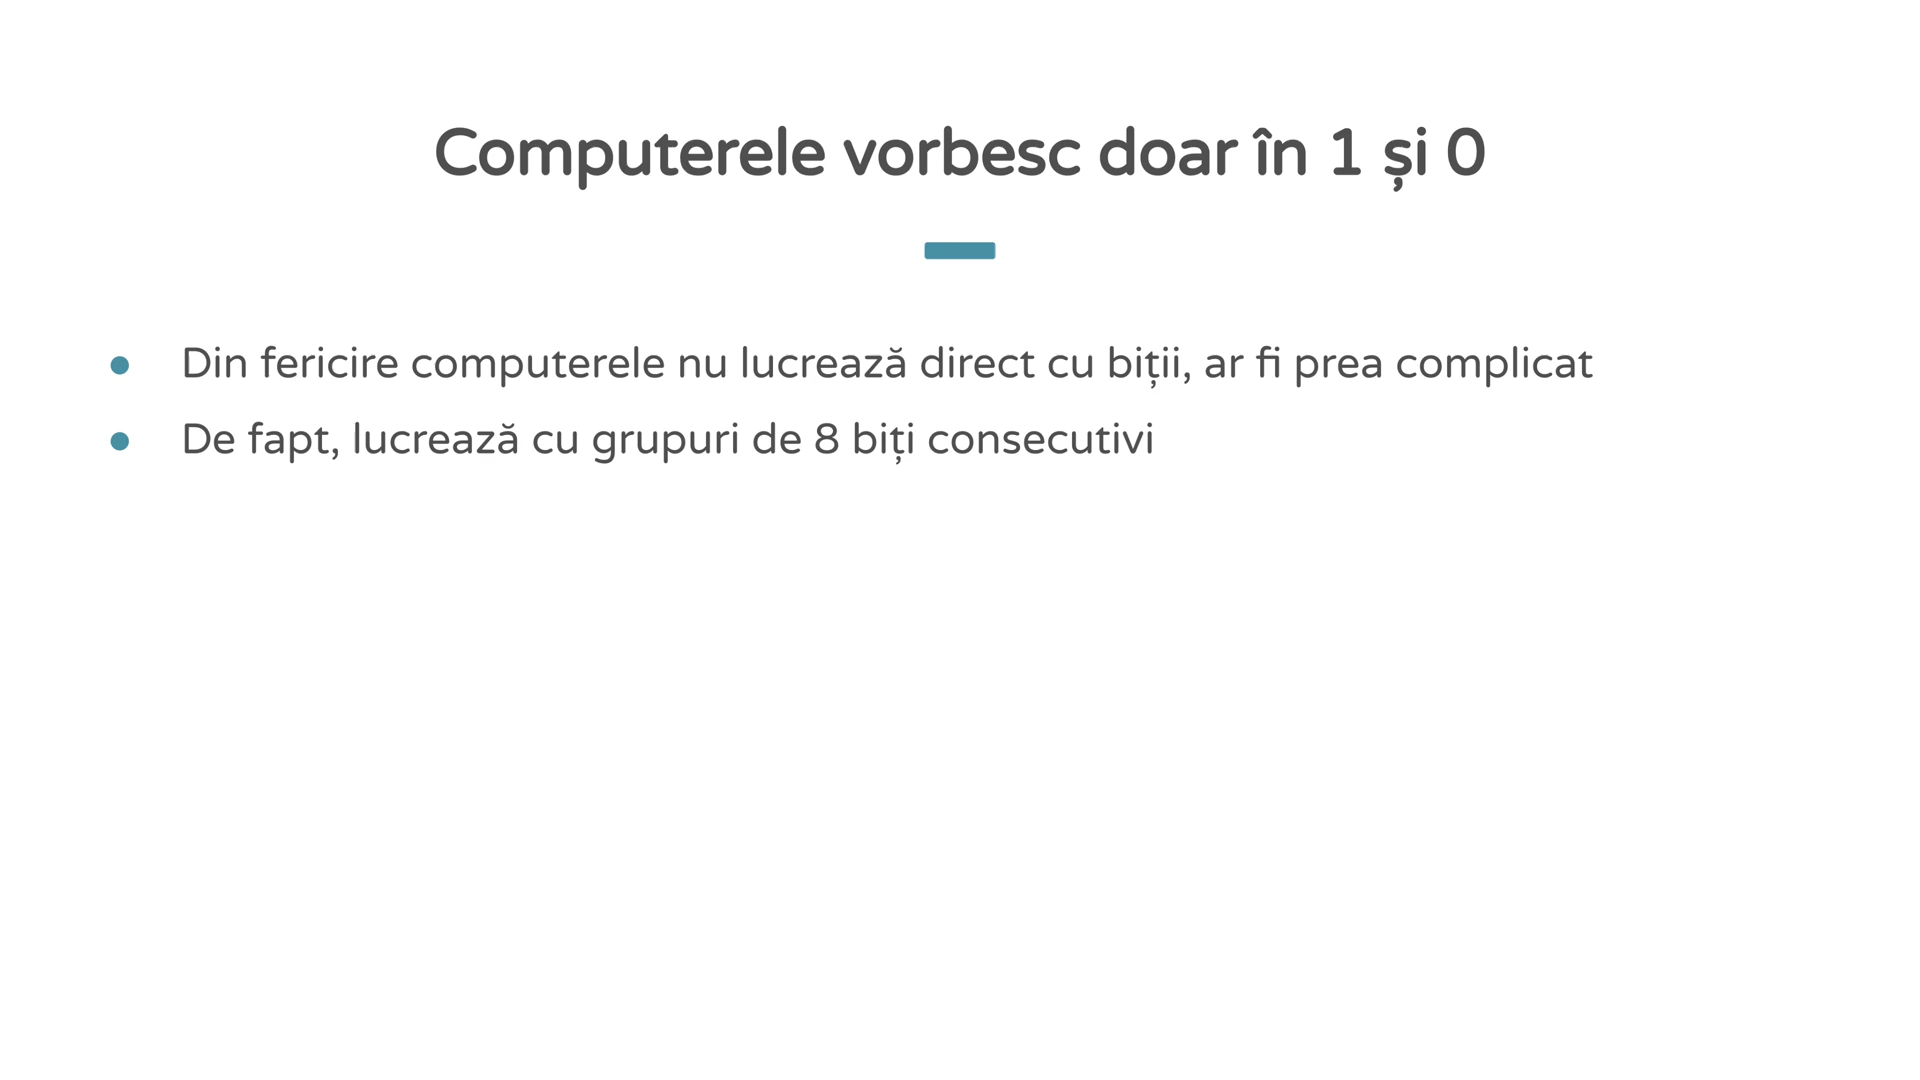 Computerele vorbesc doar în 1 și 0
● Din fericire computerele nu lucrează direct cu biții, ar fi prea complicat
● De fapt, lucrează cu grupuri de 8 biți consecutivi